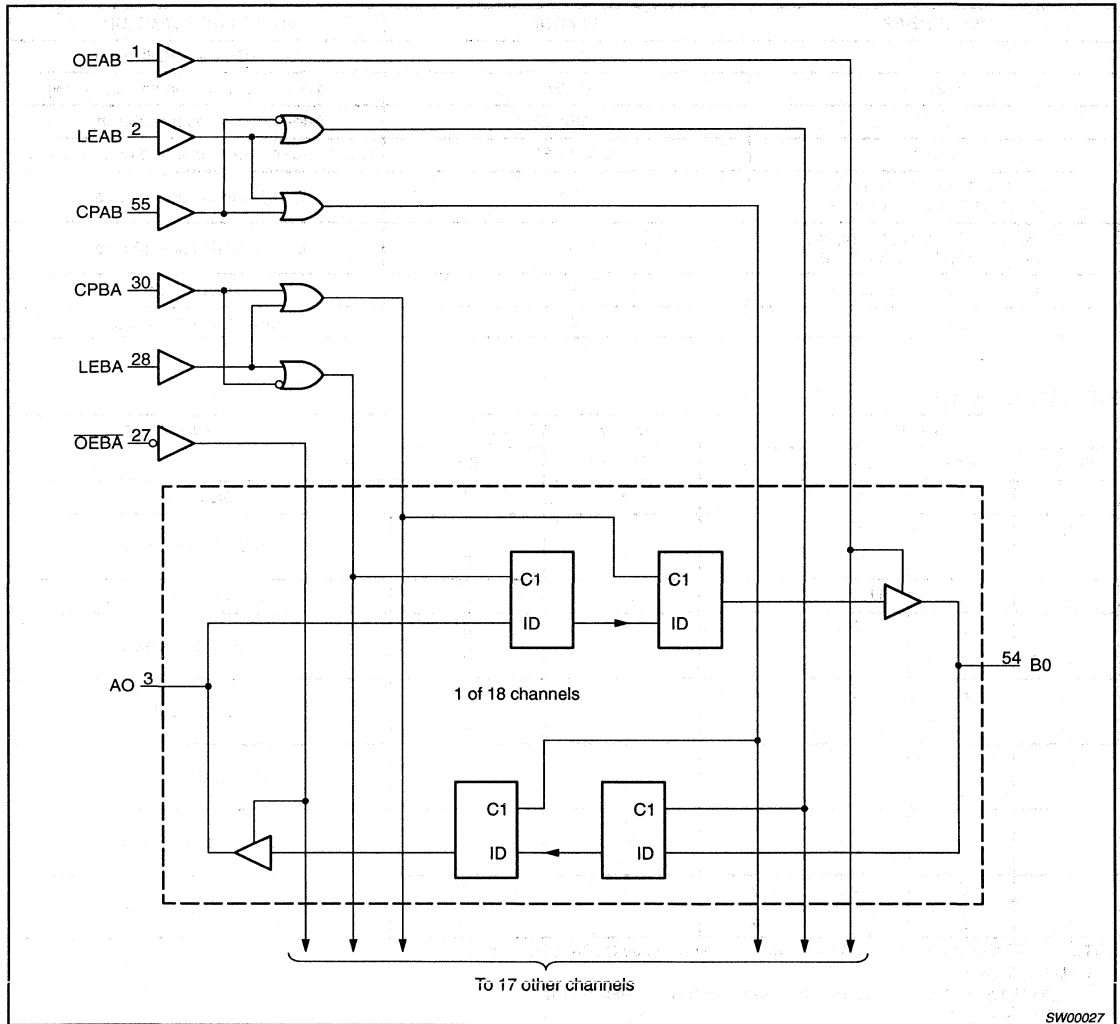 OEAB 1
LEAB 2
CPAB 55
CPBA 30
LEBA 28
OEBA 27
C1
ID
C1
ID
AO 3
54 B0
1 of 18 channels
C1
ID
C1
ID
To 17 other channels
SW00027